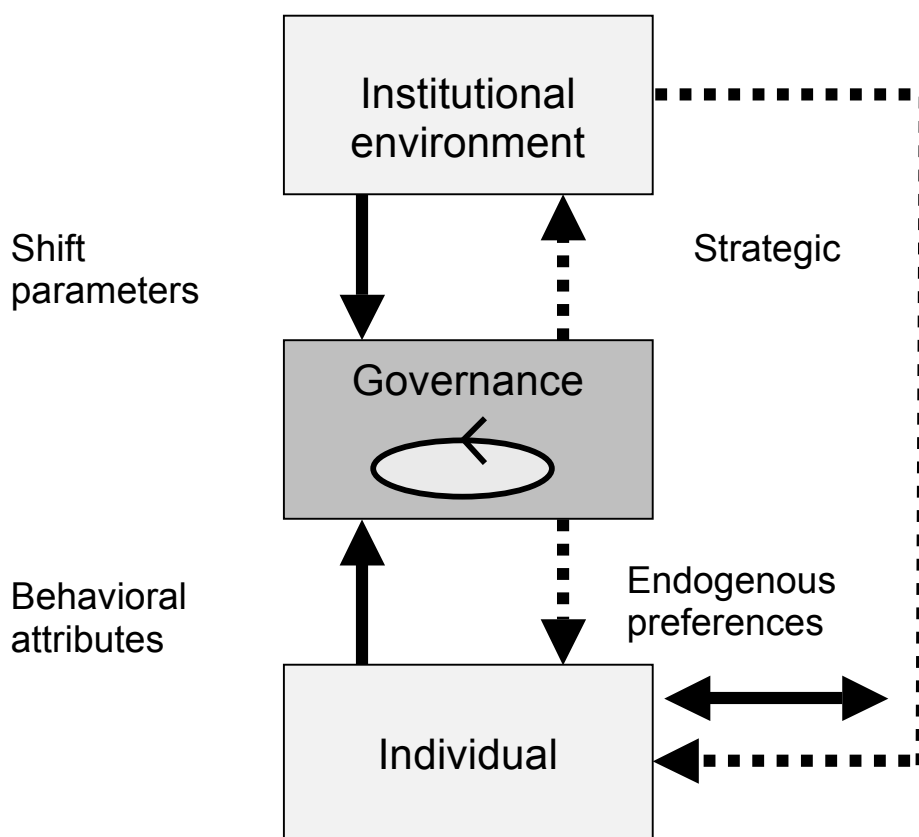 Institutional
environment
Shift
parameters
Strategic
Governance
Behavioral
attributes
Endogenous
preferences
Individual